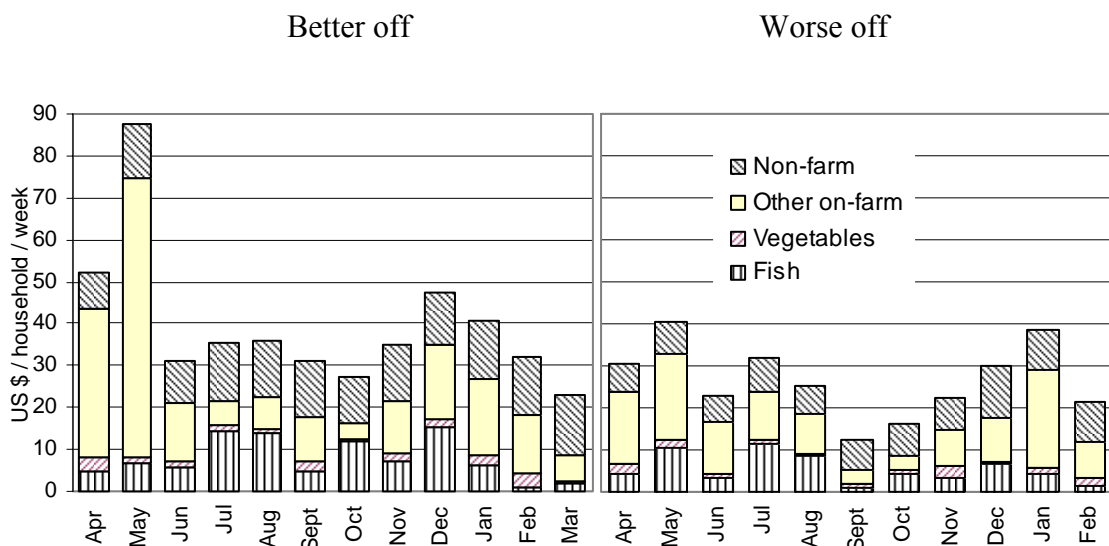 Better off
Worse off
US $ / household / week
90
80
70
60
50
40
30
20
10
0
Non-farm
Other on-farm
Vegetables
Fish
Apr May Jun Jul Aug Sept Oct Nov Dec Jan Feb Mar
Apr May Jun Jul Aug Sept Oct Nov Dec Jan Feb